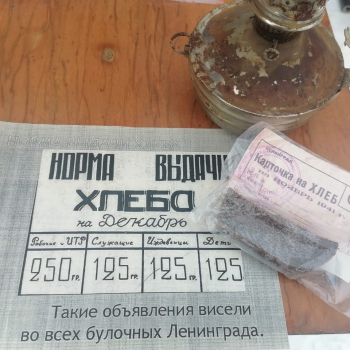 НОРМА ВЫДАЧИ
ХЛЕБА
на Декабрь
Рабочие и ИТР Служащие Иждивенцы Дети
250 гр. 125 гр. 125 гр. 125
Такие объявления висели
во всех булочных Ленинграда.
Карточка на ХЛЕБ